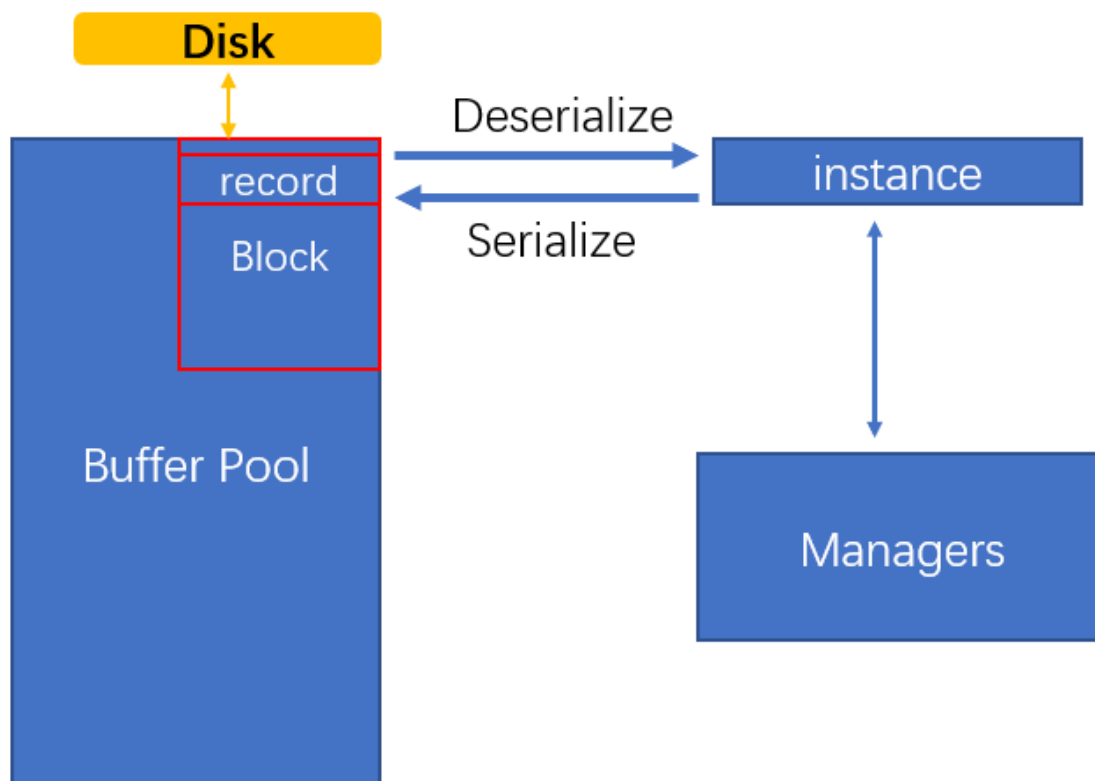 Disk
Deserialize
record
instance
Serialize
Block
Buffer Pool
Managers